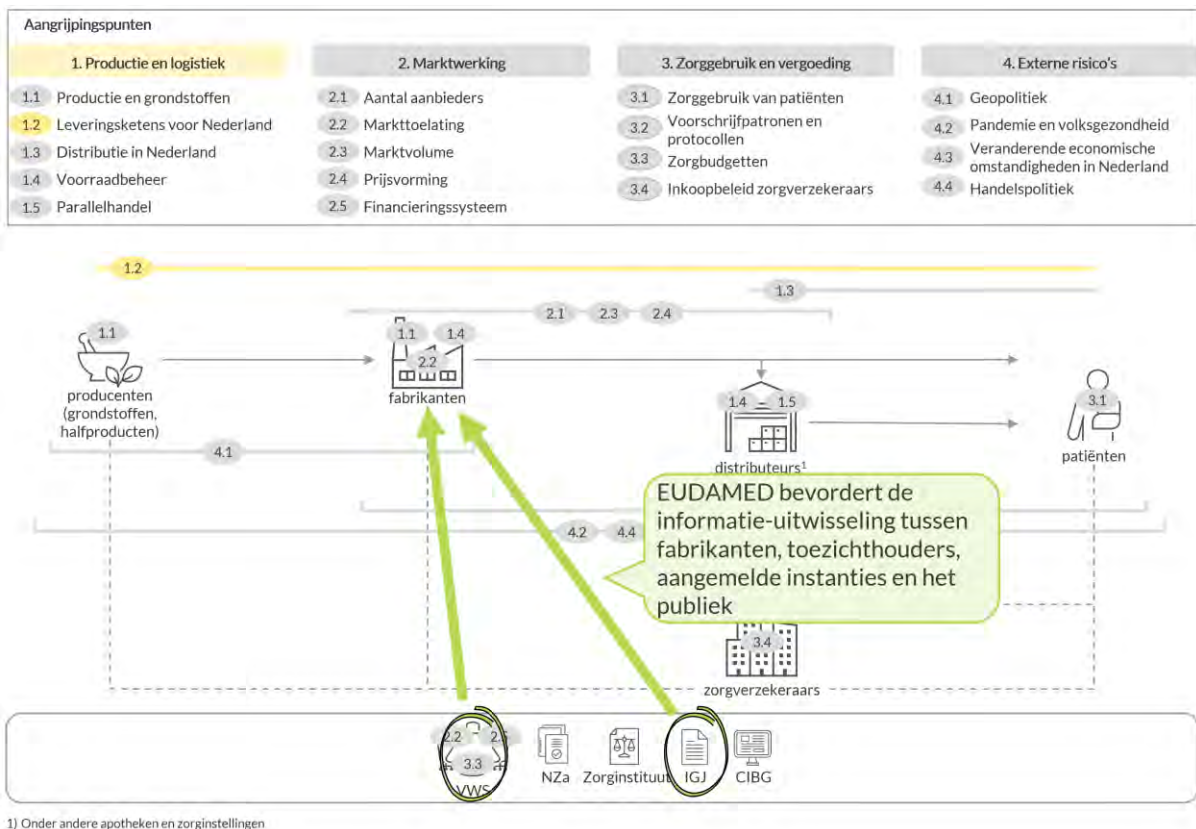 Aangrijpingspunten
1. Productie en logistiek
1.1 Productie en grondstoffen
1.2 Leveringsketens voor Nederland
1.3 Distributie in Nederland
1.4 Voorraadbeheer
1.5 Parallelhandel
2. Marktwerking
2.1 Aantal aanbieders
2.2 Markttoelating
2.3 Marktvolume
2.4 Prijsvorming
2.5 Financieringssysteem
3. Zorggebruik en vergoeding
3.1 Zorggebruik van patiënten
3.2 Voorschrijfpatronen en
protocollen
3.3 Zorgbudgetten
3.4 Inkoopbeleid zorgverzekeraars
4. Externe risico's
4.1 Geopolitiek
4.2 Pandemie en volksgezondheid
4.3 Veranderende economische
omstandigheden in Nederland
4.4 Handelspolitiek
1.2
1.3
2.1 2.3 2.4
1.1
producenten
(grondstoffen,
halfproducten)
1.1 1.4
2.2
fabrikanten
1.4 1.5
distributeurs¹
3.1
patiënten
4.1
4.2 4.4
EUDAMED bevordert de
informatie-uitwisseling tussen
fabrikanten, toezichthouders,
aangemelde instanties en het
publiek
3.4
zorgverzekeraars
2.2 2.5
3.3
VWS
NZa
Zorginstituut
IGJ
CIBG
1) Onder andere apotheken en zorginstellingen